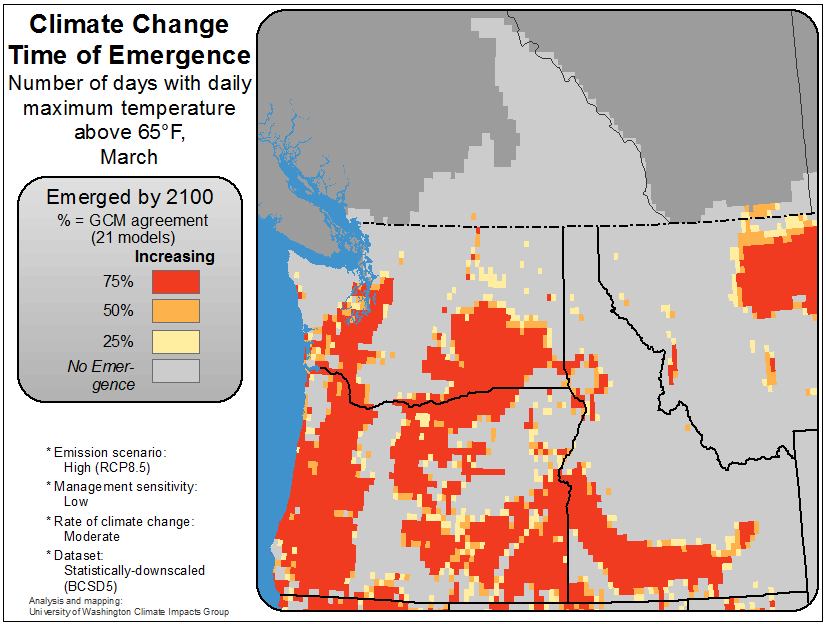 Climate Change
Time of Emergence
Number of days with daily
maximum temperature
above 65°F,
March
Emerged by 2100
% = GCM agreement
(21 models)
Increasing
75%
50%
25%
No Emer-
gence
* Emission scenario:
High (RCP8.5)
* Management sensitivity:
Low
* Rate of climate change:
Moderate
* Dataset:
Statistically-downscaled
(BCSD5)
Analysis and mapping:
University of Washington Climate Impacts Group